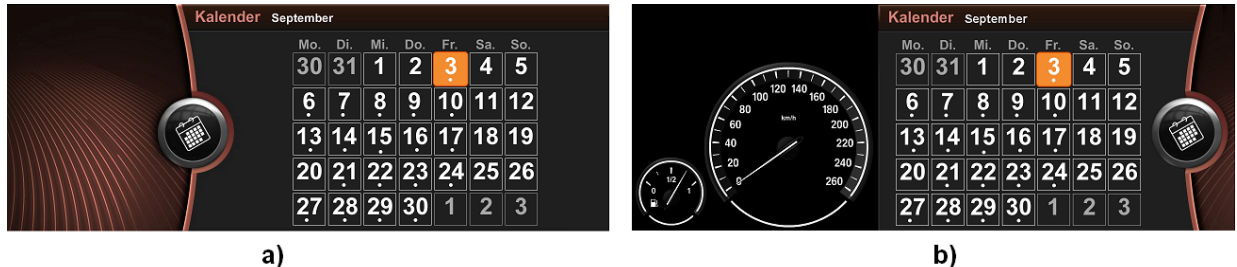 Kalender September
Mo. Di. Mi. Do. Fr. Sa. So.
30 31 1 2 3 4 5
6 7 8 9 10 11 12
13 14 15 16 17 18 19
20 21 22 23 24 25 26
27 28 29 30 1 2 3
a)
0 1/2 1
0 20 40 60 80 100 120 140 160 180 200 220 240 260
km/h
Kalender September
Mo. Di. Mi. Do. Fr. Sa. So.
30 31 1 2 3 4 5
6 7 8 9 10 11 12
13 14 15 16 17 18 19
20 21 22 23 24 25 26
27 28 29 30 1 2 3
b)